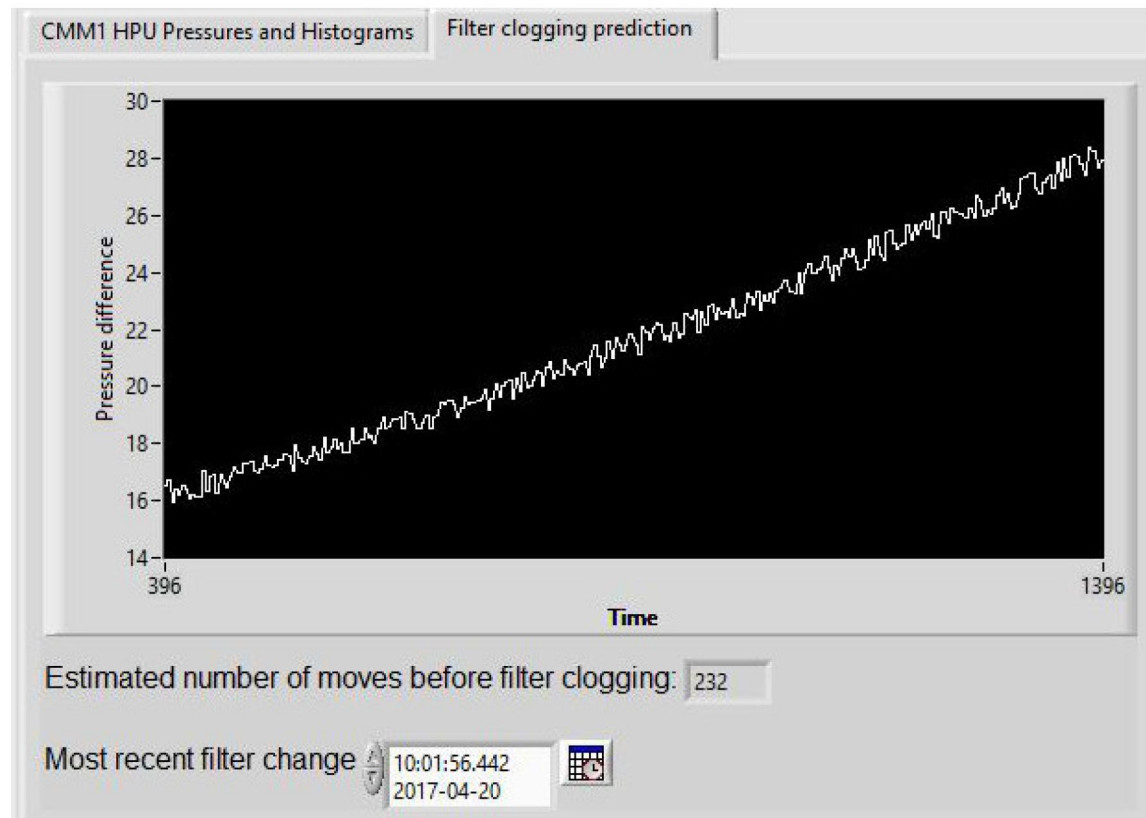 CMM1 HPU Pressures and Histograms
Filter clogging prediction
Pressure difference
30
28
26
24
22
20
18
16
14
396
1396
Time
Estimated number of moves before filter clogging: 232
Most recent filter change 10:01:56.442
2017-04-20